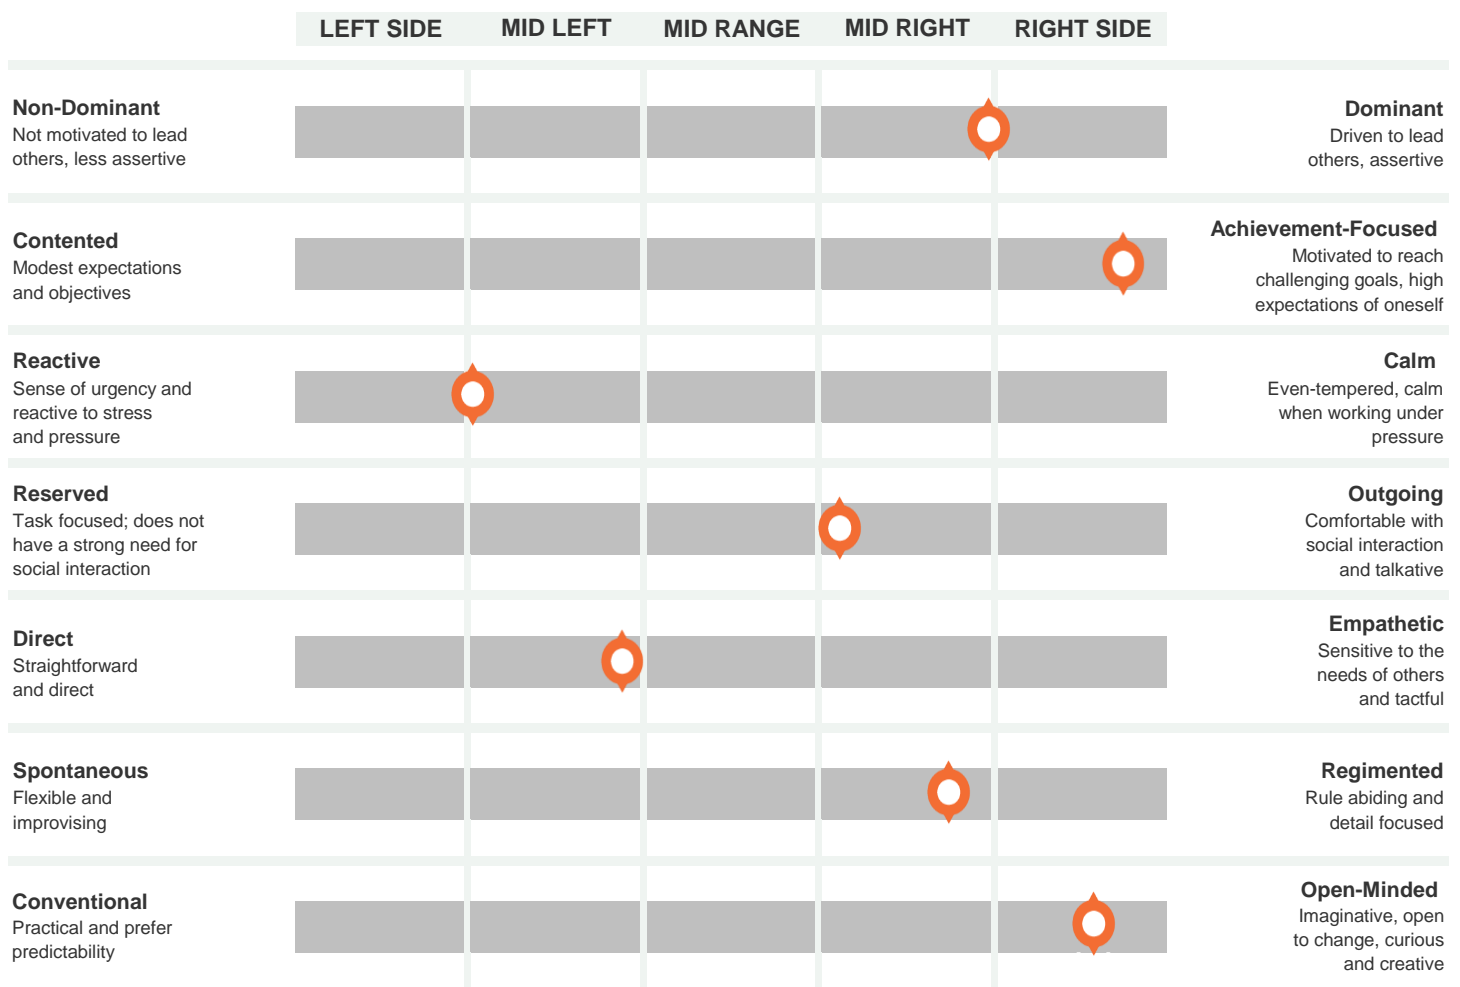 LEFT SIDE MID LEFT MID RANGE MID RIGHT RIGHT SIDE
Non-Dominant
Not motivated to lead
others, less assertive
Dominant
Driven to lead
others, assertive
Contented
Modest expectations
and objectives
Achievement-Focused
Motivated to reach
challenging goals, high
expectations of oneself
Reactive
Sense of urgency and
reactive to stress
and pressure
Calm
Even-tempered, calm
when working under
pressure
Reserved
Task focused; does not
have a strong need for
social interaction
Outgoing
Comfortable with
social interaction
and talkative
Direct
Straightforward
and direct
Empathetic
Sensitive to the
needs of others
and tactful
Spontaneous
Flexible and
improvising
Regimented
Rule abiding and
detail focused
Conventional
Practical and prefer
predictability
Open-Minded
Imaginative, open
to change, curious
and creative